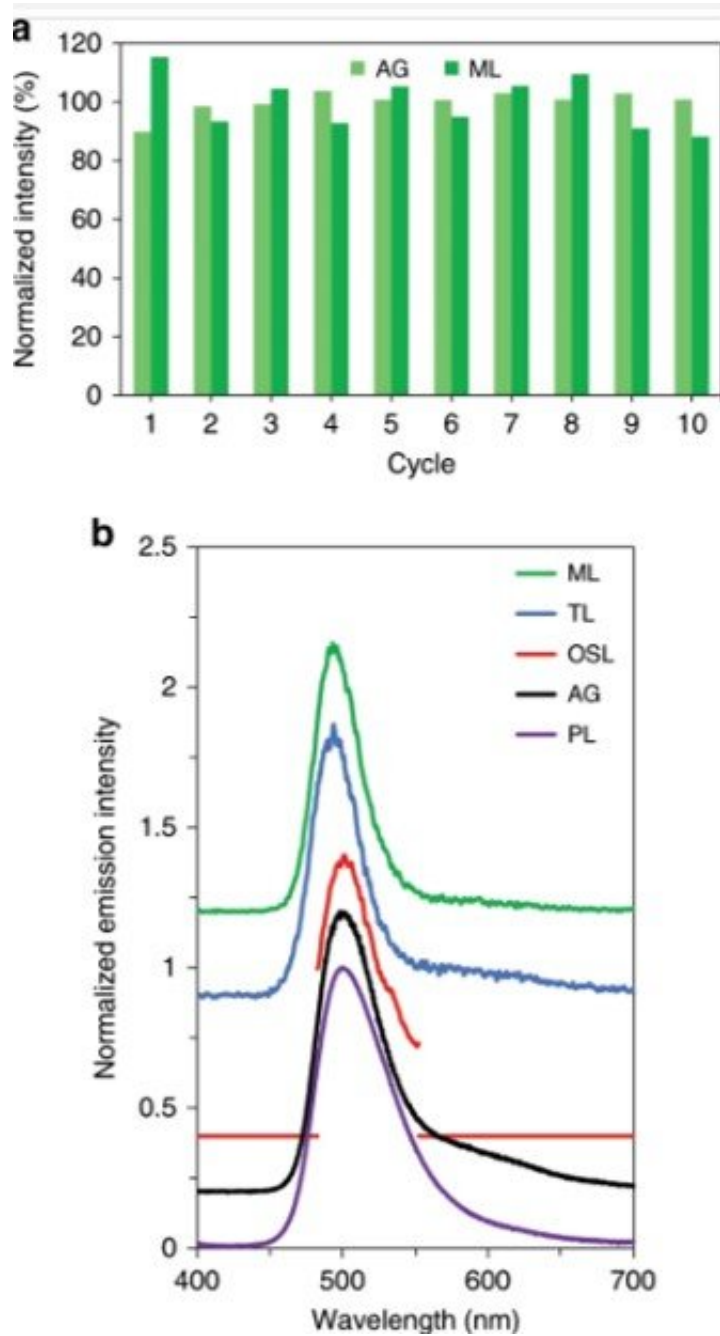 a
120
100
80
60
40
20
0
Normalized intensity (%)
AG ML
1 2 3 4 5 6 7 8 9 10
Cycle
b
2.5
2
1.5
1
0.5
0
Normalized emission intensity
ML
TL
OSL
AG
PL
400 500 600 700
Wavelength (nm)